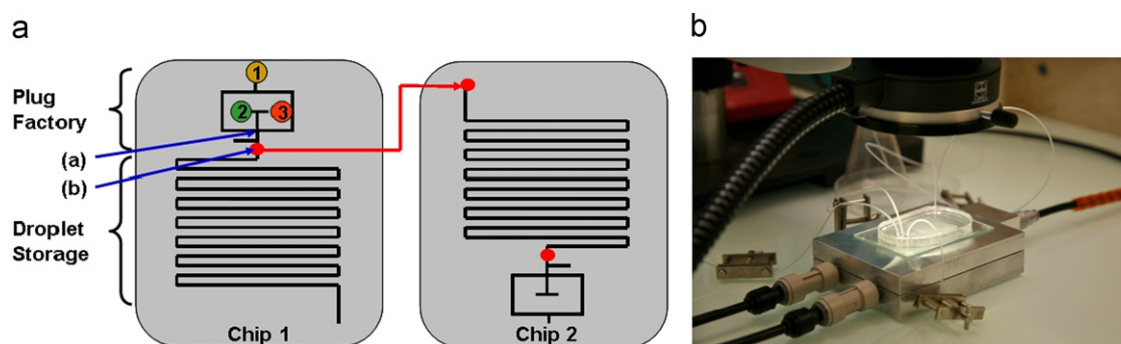 a
b
1
Plug
Factory
2 3
(a)
(b)
Droplet
Storage
Chip 1
Chip 2